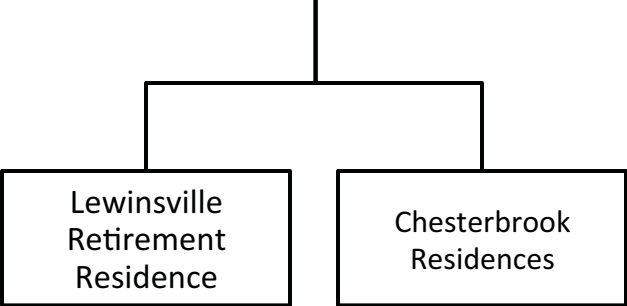 Lewinsville
Retirement
Residence
Chesterbrook
Residences